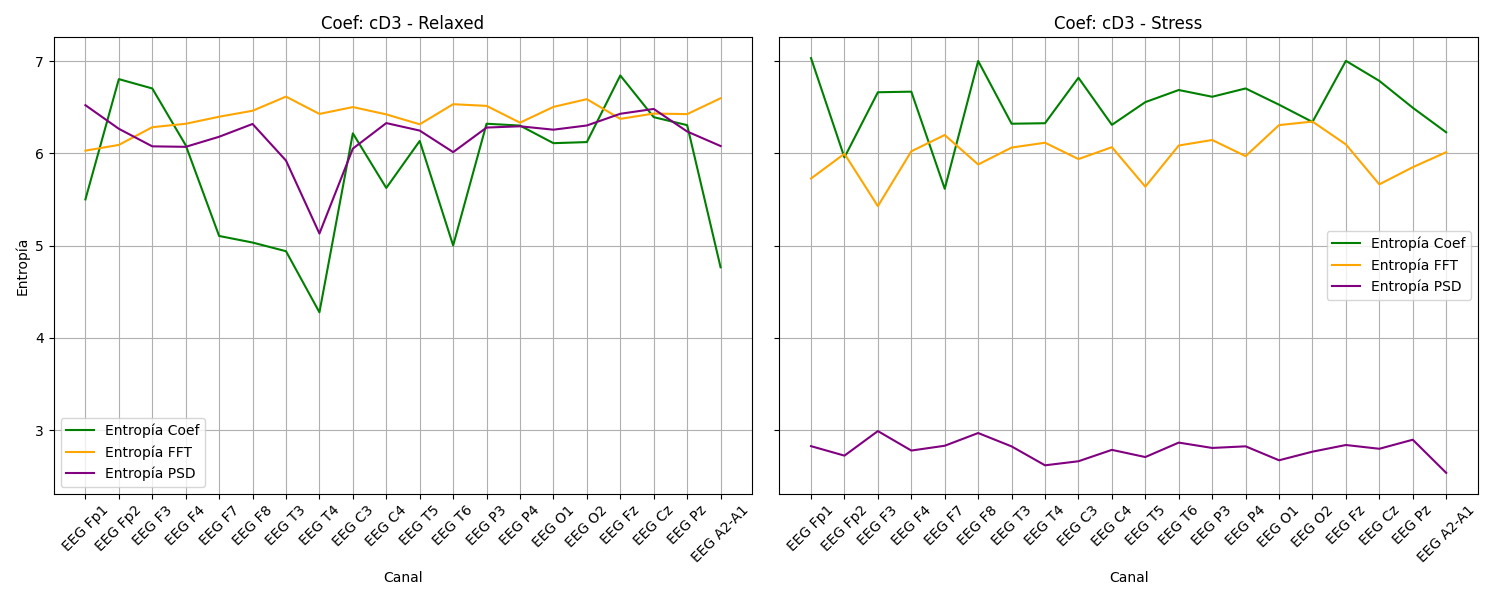 Coef: cD3 - Relaxed
Entropía
7
6
5
4
3
Entropía Coef
Entropía FFT
Entropía PSD
EEG Fp1
EEG Fp2
EEG F3
EEG F4
EEG F7
EEG F8
EEG T3
EEG T4
EEG C3
EEG C4
EEG T5
EEG T6
EEG P3
EEG P4
EEG O1
EEG O2
EEG Fz
EEG Cz
EEG Pz
EEG A2-A1
Canal
Coef: cD3 - Stress
Entropía Coef
Entropía FFT
Entropía PSD
EEG Fp1
EEG Fp2
EEG F3
EEG F4
EEG F7
EEG F8
EEG T3
EEG T4
EEG C3
EEG C4
EEG T5
EEG T6
EEG P3
EEG P4
EEG O1
EEG O2
EEG Fz
EEG Cz
EEG Pz
EEG A2-A1
Canal